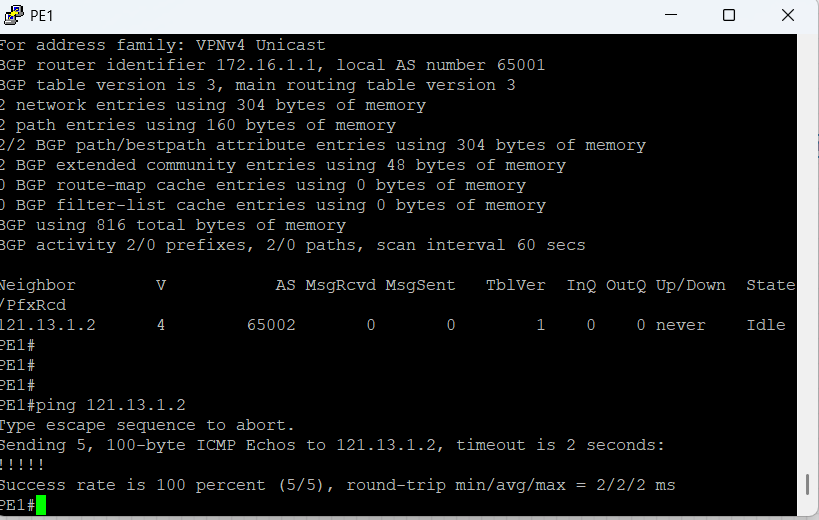 PE1
For address family: VPNv4 Unicast
BGP router identifier 172.16.1.1, local AS number 65001
BGP table version is 3, main routing table version 3
2 network entries using 304 bytes of memory
2 path entries using 160 bytes of memory
2/2 BGP path/bestpath attribute entries using 304 bytes of memory
2 BGP extended community entries using 48 bytes of memory
0 BGP route-map cache entries using 0 bytes of memory
0 BGP filter-list cache entries using 0 bytes of memory
BGP using 816 total bytes of memory
BGP activity 2/0 prefixes, 2/0 paths, scan interval 60 secs
Neighbor        V           AS MsgRcvd MsgSent   TblVer  InQ OutQ Up/Down  State
/PfxRcd
121.13.1.2      4        65002       0       0        1    0    0 never    Idle
PE1#
PE1#
PE1#
PE1#ping 121.13.1.2
Type escape sequence to abort.
Sending 5, 100-byte ICMP Echos to 121.13.1.2, timeout is 2 seconds:
!!!!!
Success rate is 100 percent (5/5), round-trip min/avg/max = 2/2/2 ms
PE1#